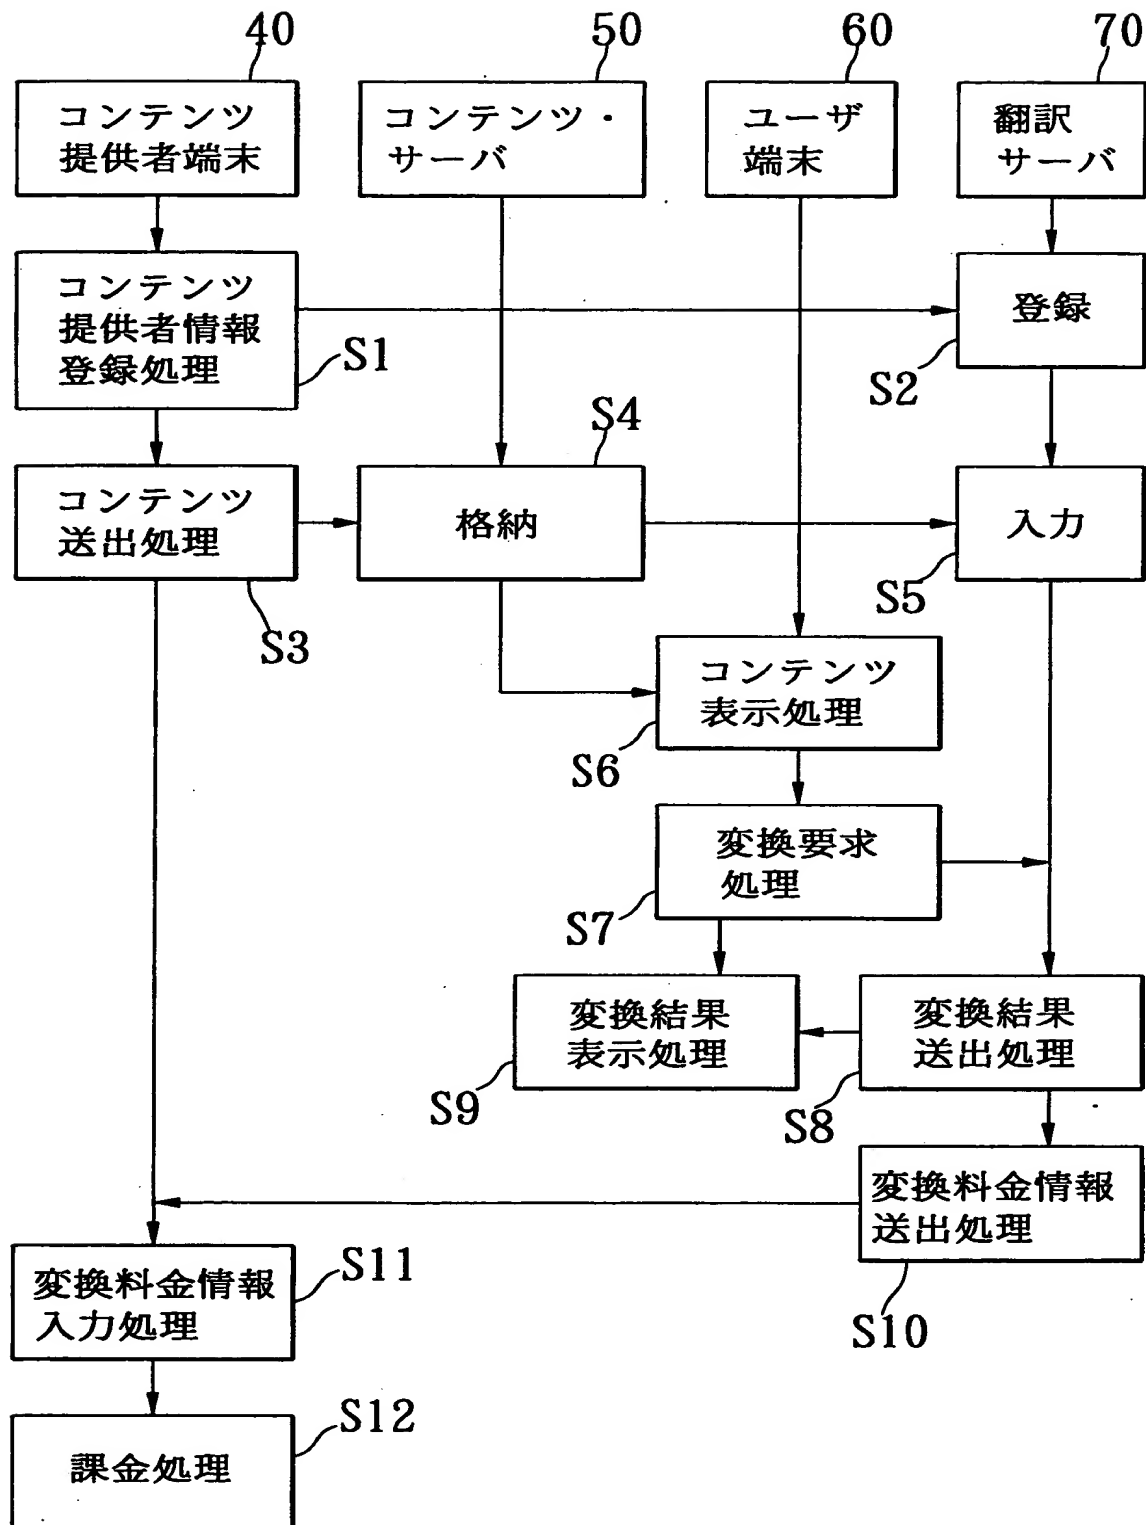 40
50
60
70
コンテンツ
提供者端末
コンテンツ・
サーバ
ユーザ
端末
翻訳
サーバ
コンテンツ
提供者情報
登録処理
S1
登録
S2
コンテンツ
送出処理
S3
S4
格納
入力
S5
コンテンツ
表示処理
S6
変換要求
処理
S7
変換結果
表示処理
S9
変換結果
送出処理
S8
変換料金情報
送出処理
S10
変換料金情報
入力処理
S11
課金処理
S12